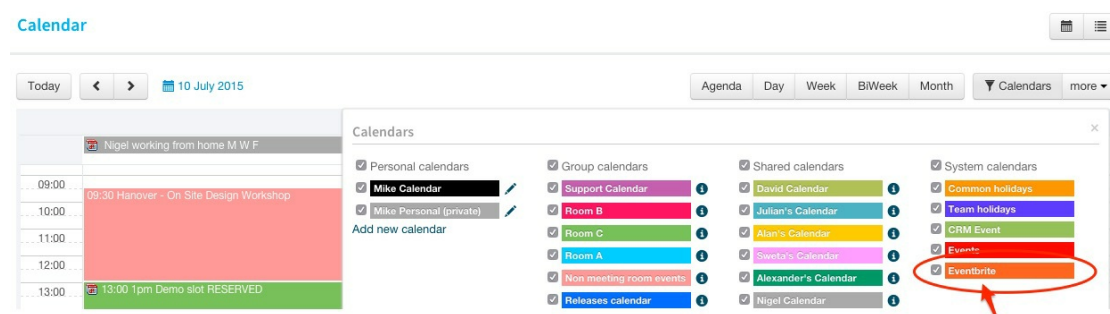 Calendar
Today 10 July 2015 Agenda Day Week BiWeek Month Calendars more
Calendars
Nigel working from home M W F
Personal calendars Group calendars Shared calendars System calendars
09:00 09:30 Hanover - On Site Design Workshop Mike Calendar Support Calendar David Calendar Common holidays
10:00 Mike Personal (private) Room B Julian's Calendar Team holidays
Add new calendar Room C Alan's Calendar CRM Event
11:00 Room A Sweta's Calendar Events
12:00 Non meeting room events Alexander's Calendar Eventbrite
13:00 13:00 1pm Demo slot RESERVED Releases calendar Nigel Calendar